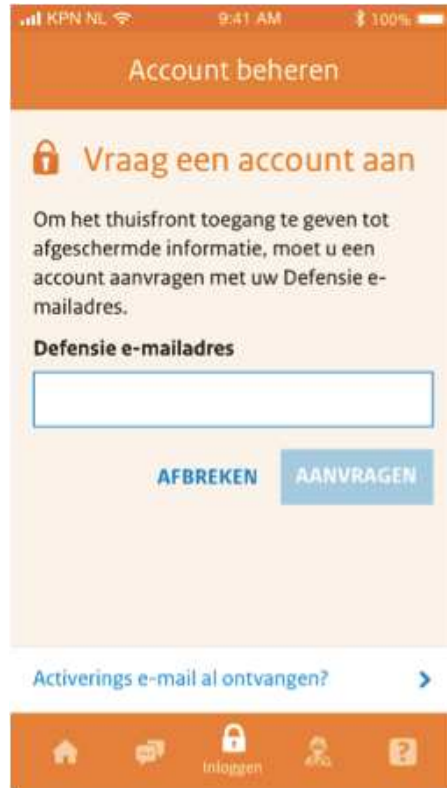 KPN NL 9:41 AM 100%
Account beheren
Vraag een account aan
Om het thuisfront toegang te geven tot
afgeschermde informatie, moet u een
account aanvragen met uw Defensie e-
mailadres.
Defensie e-mailadres
AFBREKEN AANVRAGEN
Activerings e-mail al ontvangen?
Inloggen
?